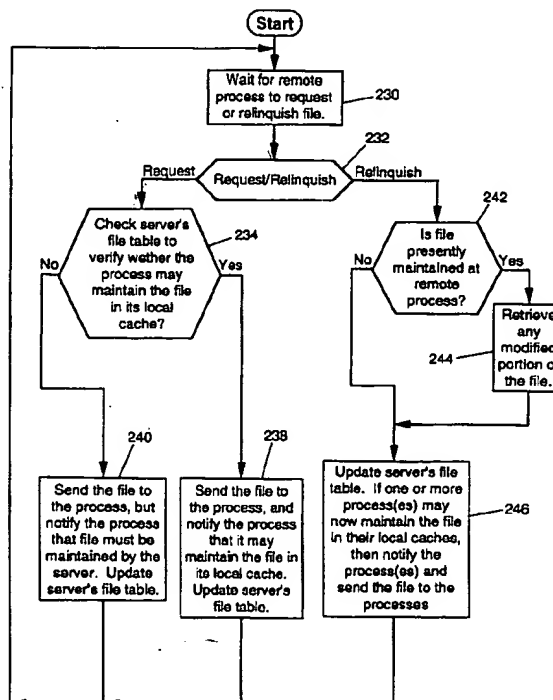 Start
Wait for remote
process to request
or relinquish file.
230
232
Request
Request/Relinquish
Relinquish
Check server's
file table to
verify wether the
process may
maintain the file
in its local
cache?
234
No
Yes
242
Is file
presently
maintained at
remote
process?
No
Yes
Retrieve
any
modified
portion of
the file.
244
240
Send the file to
the process, but
notify the process
that file must be
maintained by the
server. Update
server's file table.
238
Send the file to
the process, and
notify the process
that it may
maintain the file in
its local cache.
Update server's
file table.
Update server's file
table. If one or more
process(es) may
now maintain the file
in their local caches,
then notify the
process(es) and
send the file to the
processes
246